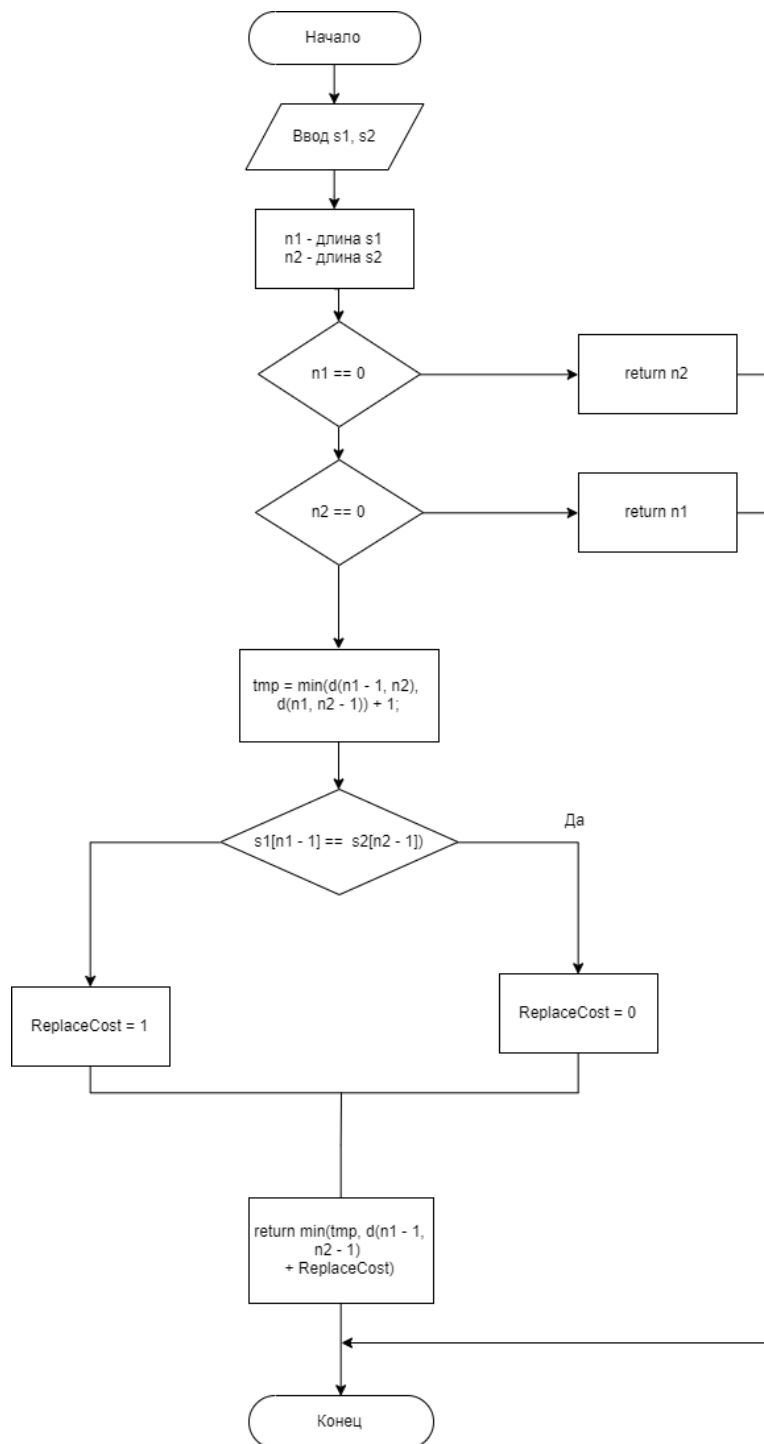 Начало
Ввод s1, s2
n1 - длина s1
n2 - длина s2
n1 == 0
return n2
n2 == 0
return n1
tmp = min(d(n1 - 1, n2),
d(n1, n2 - 1)) + 1;
s1[n1 - 1] == s2[n2 - 1])
Да
ReplaceCost = 1
ReplaceCost = 0
return min(tmp, d(n1 - 1,
n2 - 1)
+ ReplaceCost)
Конец